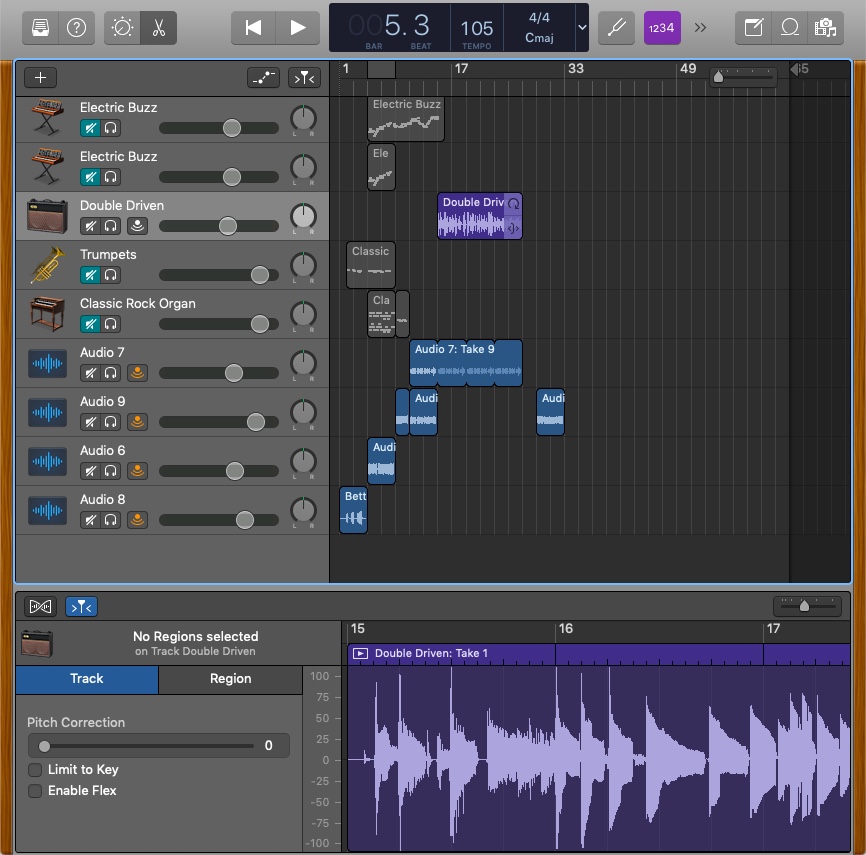 005.3
BAR
BEAT
105
TEMPO
4/4
Cmaj
1234
1
17
33
49
65
Electric Buzz
L R
Electric Buzz
Electric Buzz
L R
Ele
Double Driven
L R
Double Driv
Trumpets
L R
Classic
Classic Rock Organ
L R
Cla
Audio 7
L R
Audio 7: Take 9
Audio 9
L R
Audi
Audi
Audio 6
L R
Audi
Audio 8
L R
Bett
No Regions selected
on Track Double Driven
15
16
17
Double Driven: Take 1
Track
Region
Pitch Correction
0
Limit to Key
Enable Flex
100
75
50
25
0
-25
-50
-75
-100